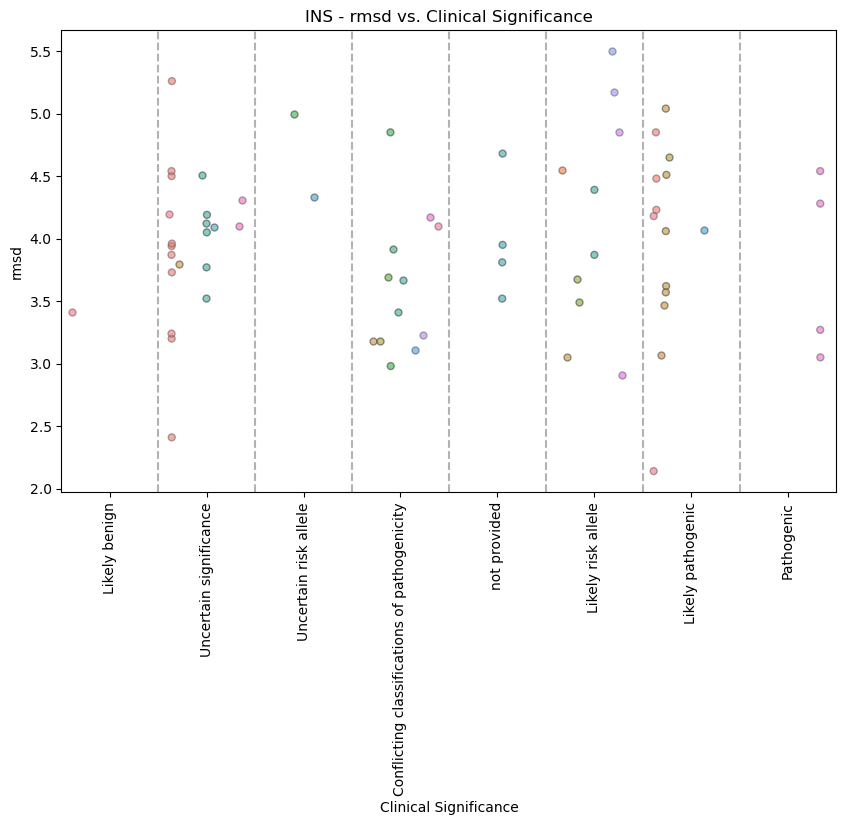 INS - rmsd vs. Clinical Significance
rmsd
5.5
5.0
4.5
4.0
3.5
3.0
2.5
2.0
Likely benign
Uncertain significance
Uncertain risk allele
Conflicting classifications of pathogenicity
not provided
Likely risk allele
Likely pathogenic
Pathogenic
Clinical Significance